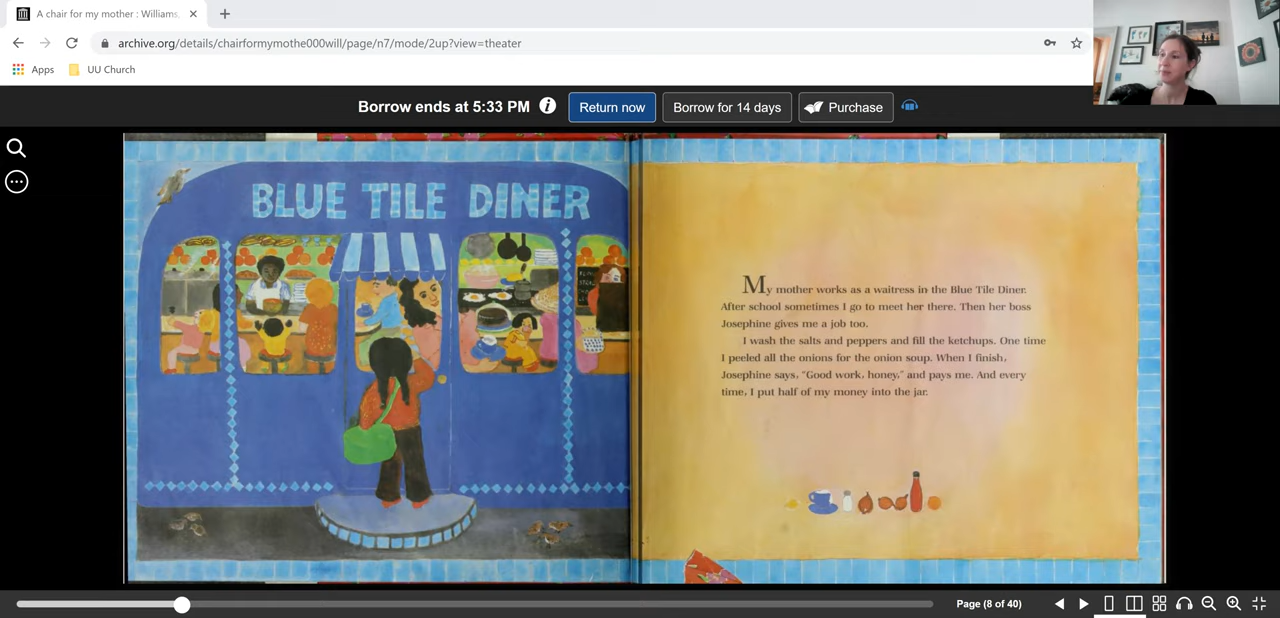 A chair for my mother : Williams,
archive.org/details/chairformymothe000will/page/n7/mode/2up?view=theater
Apps
UU Church
Borrow ends at 5:33 PM
Return now
Borrow for 14 days
Purchase
BLUE TILE DINER
My mother works as a waitress in the Blue Tile Diner.
After school sometimes I go to meet her there. Then her boss
Josephine gives me a job too.
I wash the salts and peppers and fill the ketchups. One time
I peeled all the onions for the onion soup. When I finish,
Josephine says, "Good work, honey," and pays me. And every
time, I put half of my money into the jar.
Page (8 of 40)